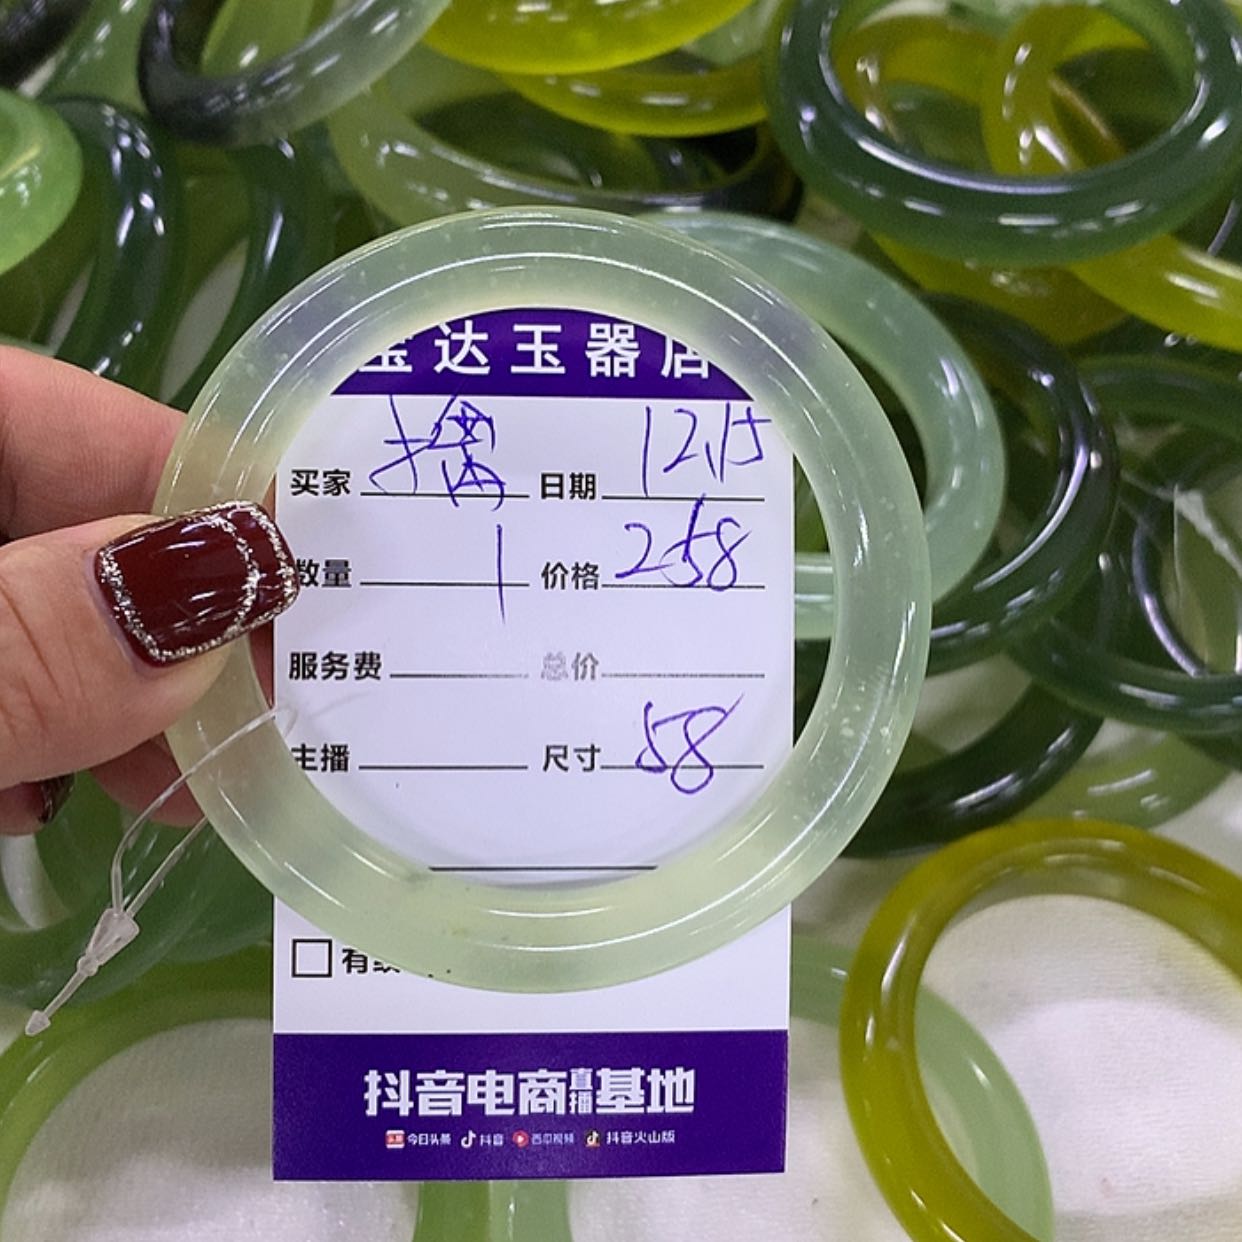 宝达玉器店
买家 擒 日期 12.15
数量 1 价格 258
服务费 总价
主播 尺寸 58
有
抖音电商直播基地
今日头条 抖音 西瓜视频 抖音火山版